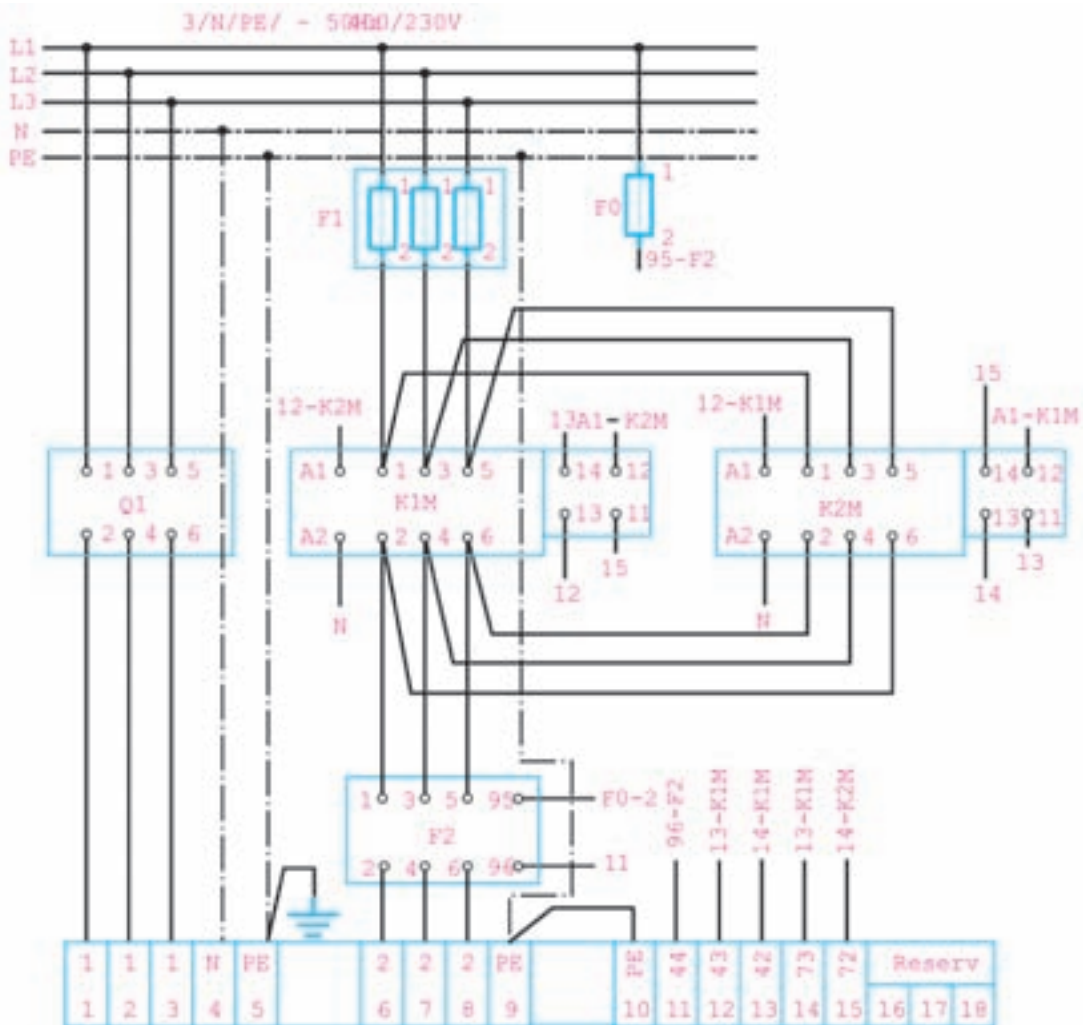 3/N/PE/ ~ 50Hz 400/230V
L1
L2
L3
N
PE
F1
1 1 1
2 2 2
F0
1
2
95-F2
12-K2M
13 A1-K2M
12-K1M
15
A1-K1M
1 3 5
Q1
2 4 6
A1 1 3 5
K1M
A2 2 4 6
14 12
13 11
A1 1 3 5
K2M
A2 2 4 6
14 12
13 11
N
12
15
N
14
13
1 3 5 95
F2
2 4 6 96
F0-2
11
96-F2
13-K1M
14-K1M
13-K1M
14-K2M
1 1 1 N PE 2 2 2 PE PE 44 43 42 73 72 Reserv
1 2 3 4 5 6 7 8 9 10 11 12 13 14 15 16 17 18